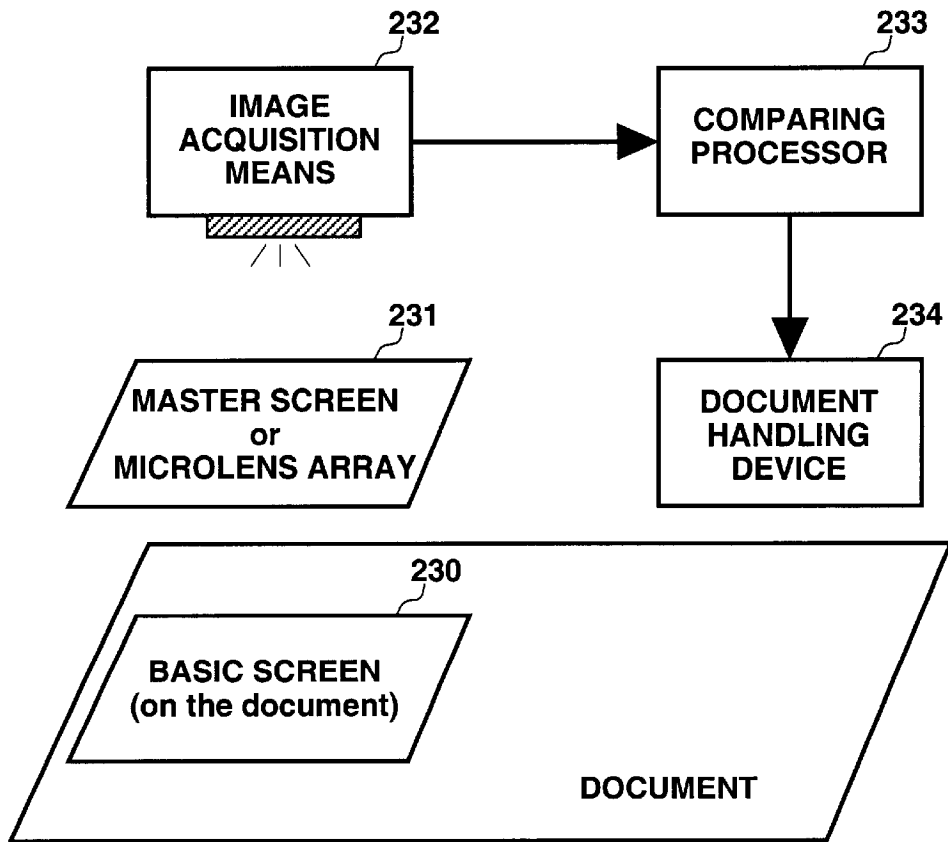 232
IMAGE
ACQUISITION
MEANS
233
COMPARING
PROCESSOR
231
MASTER SCREEN
or
MICROLENS ARRAY
234
DOCUMENT
HANDLING
DEVICE
230
BASIC SCREEN
(on the document)
DOCUMENT